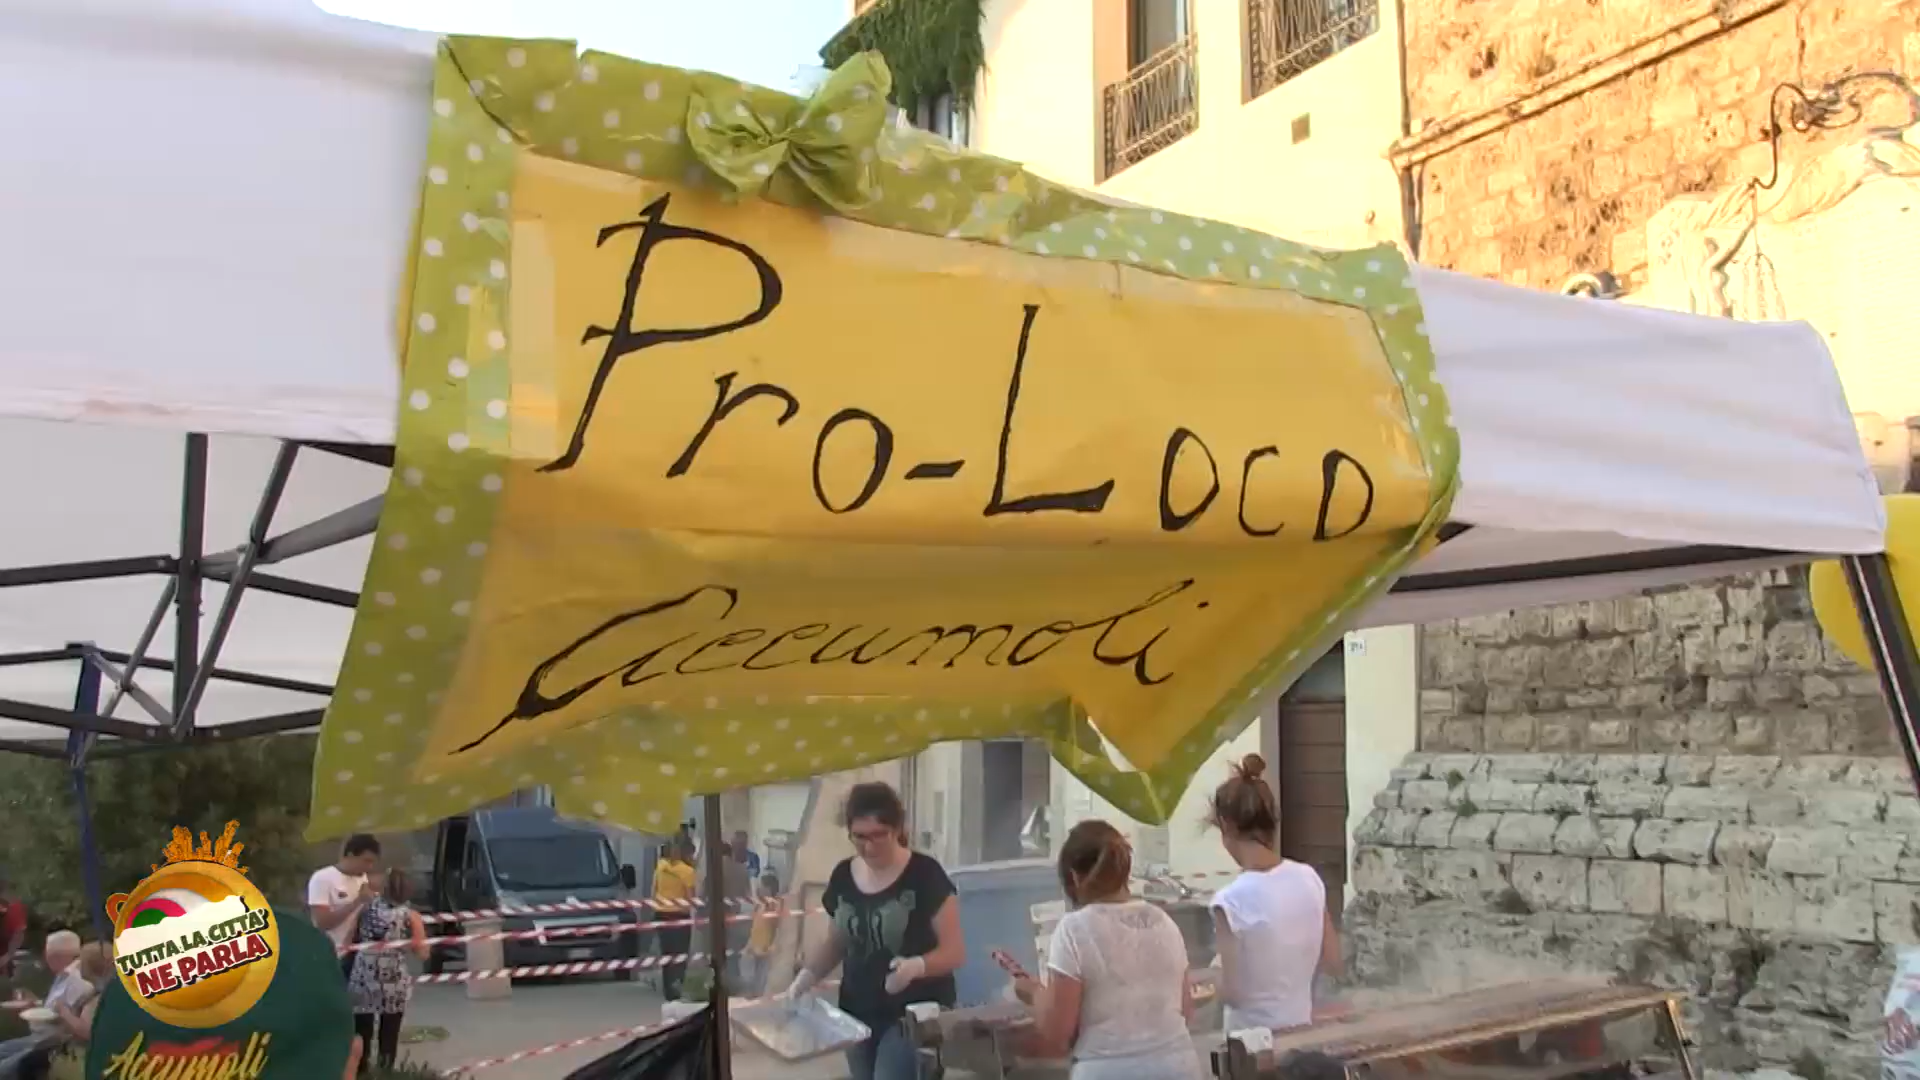 Pro-Loco
Accumoli
TUTTA LA CITTA'
NE PARLA
Accumoli